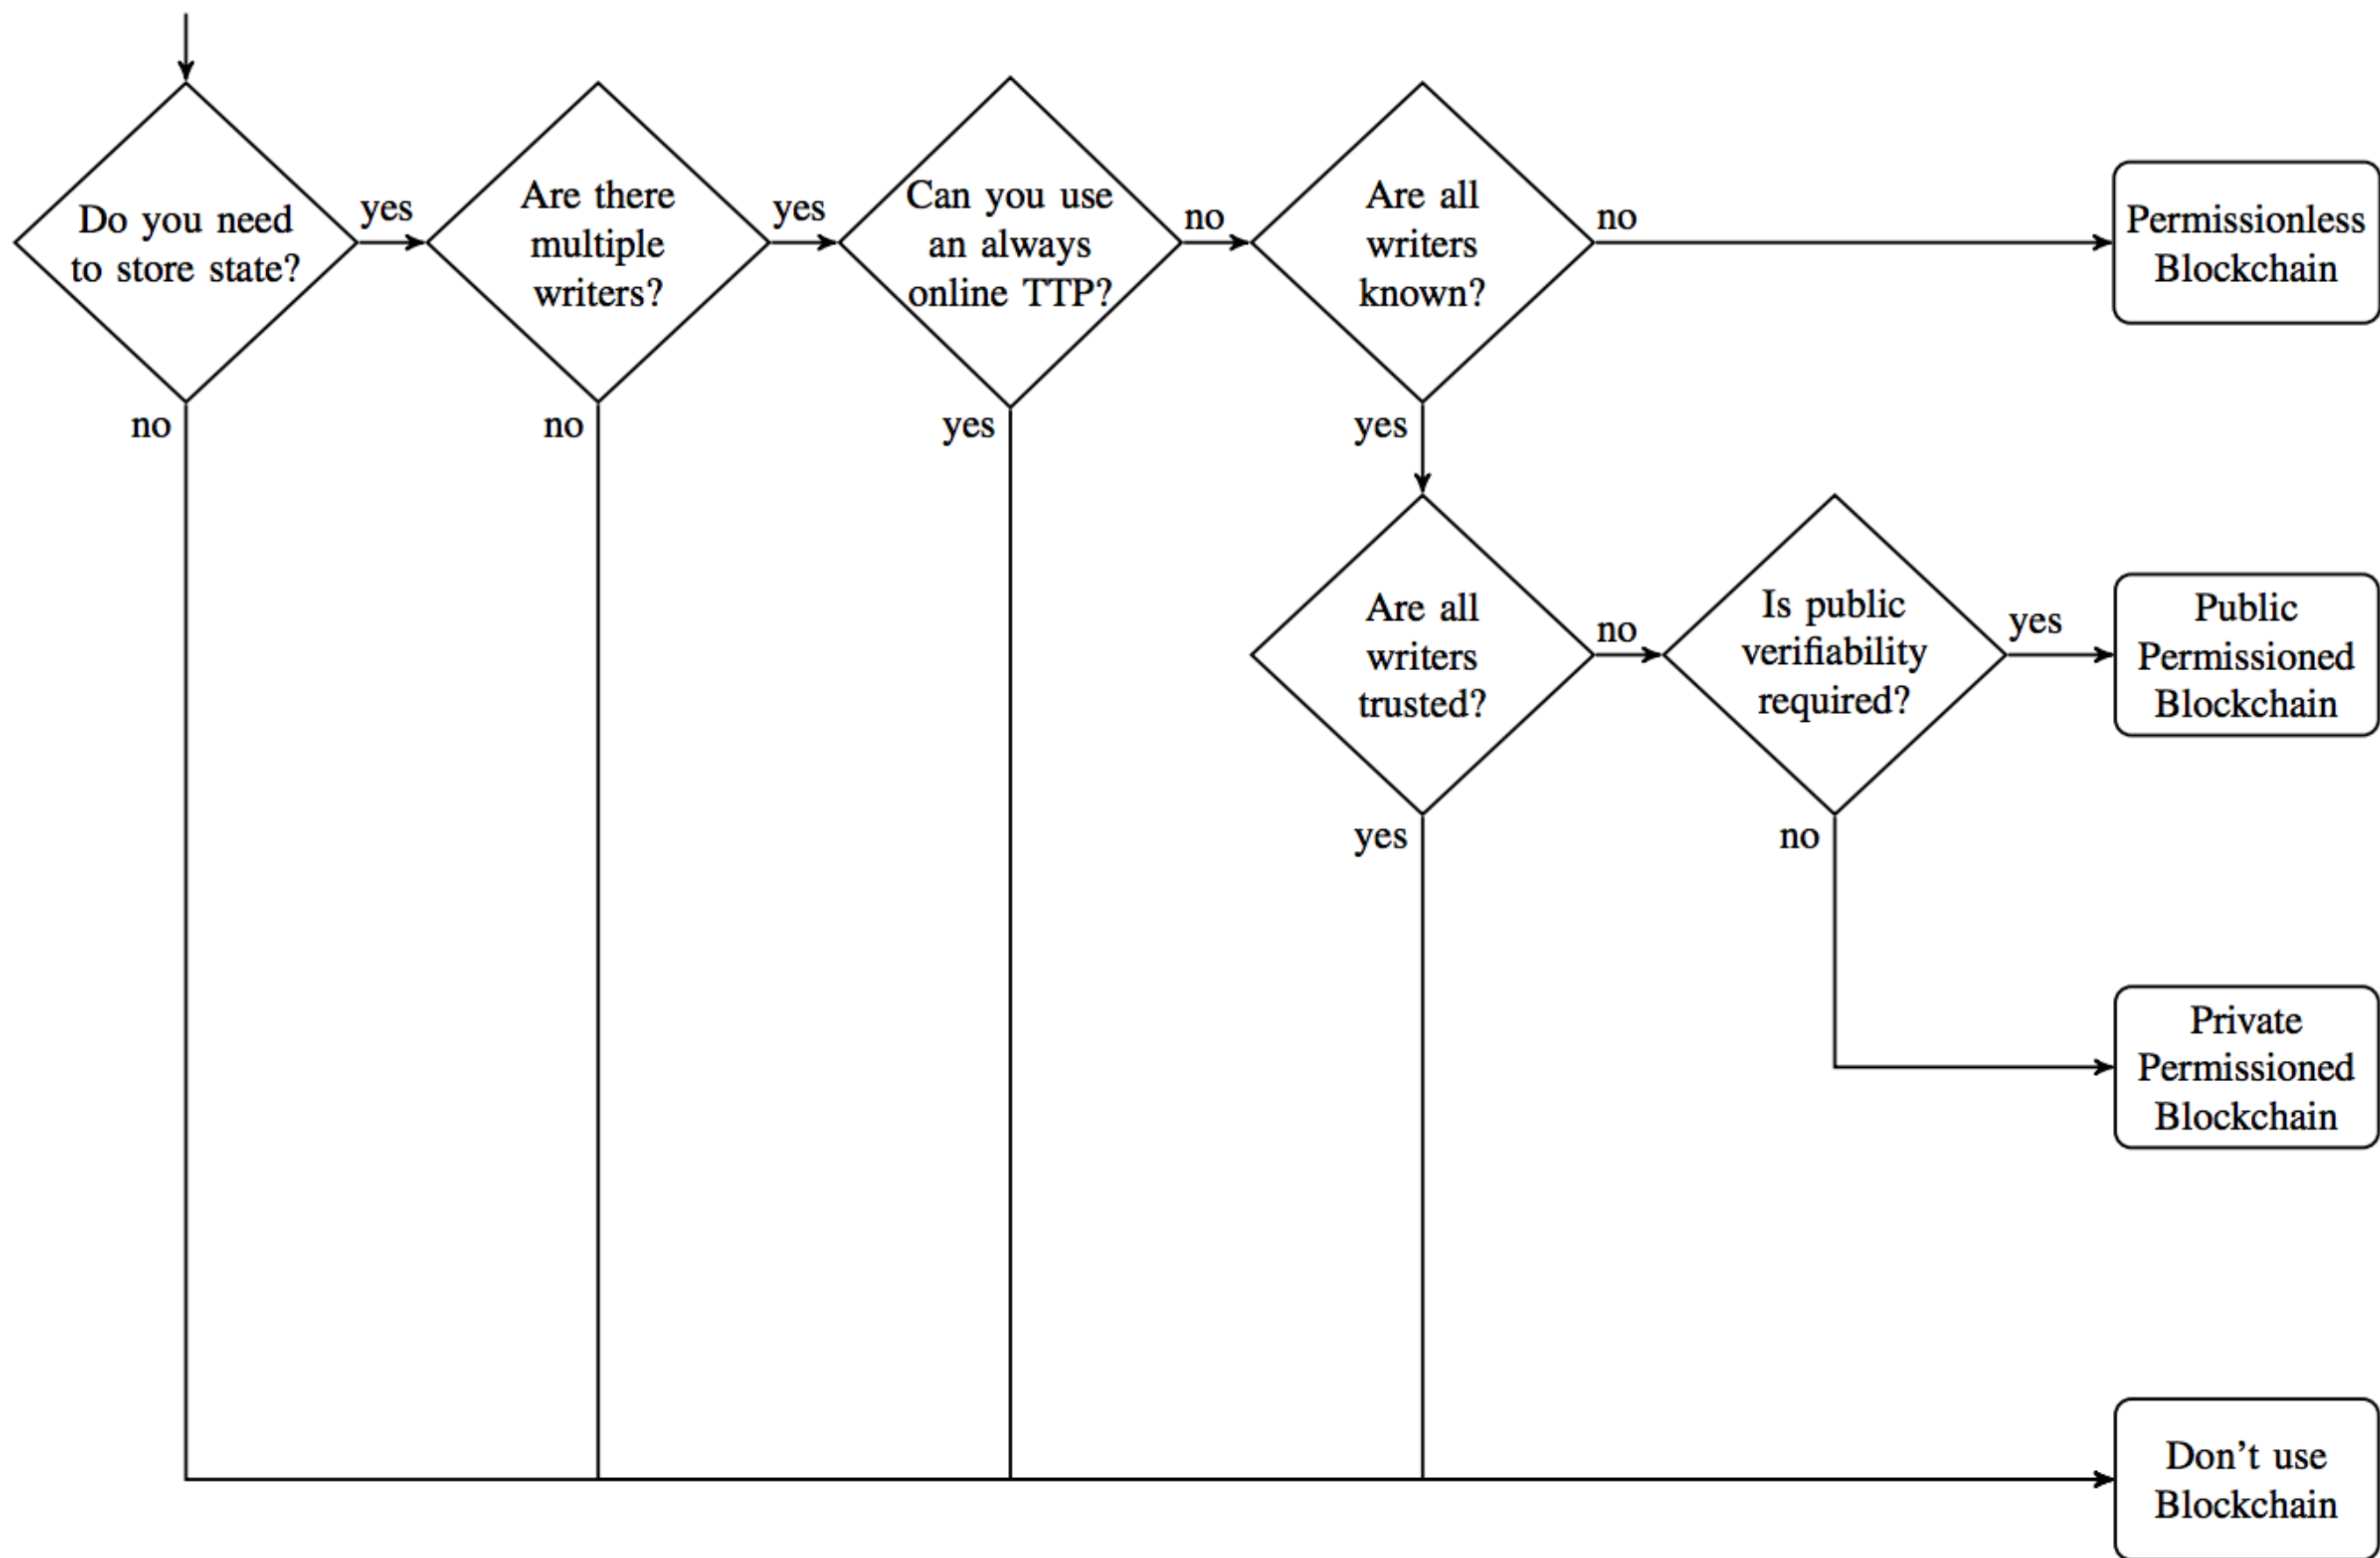 Do you need
to store state?
yes
no
Are there
multiple
writers?
yes
no
Can you use
an always
online TTP?
no
yes
Are all
writers
known?
no
yes
Permissionless
Blockchain
Are all
writers
trusted?
no
yes
Is public
verifiability
required?
yes
no
Public
Permissioned
Blockchain
Private
Permissioned
Blockchain
Don't use
Blockchain